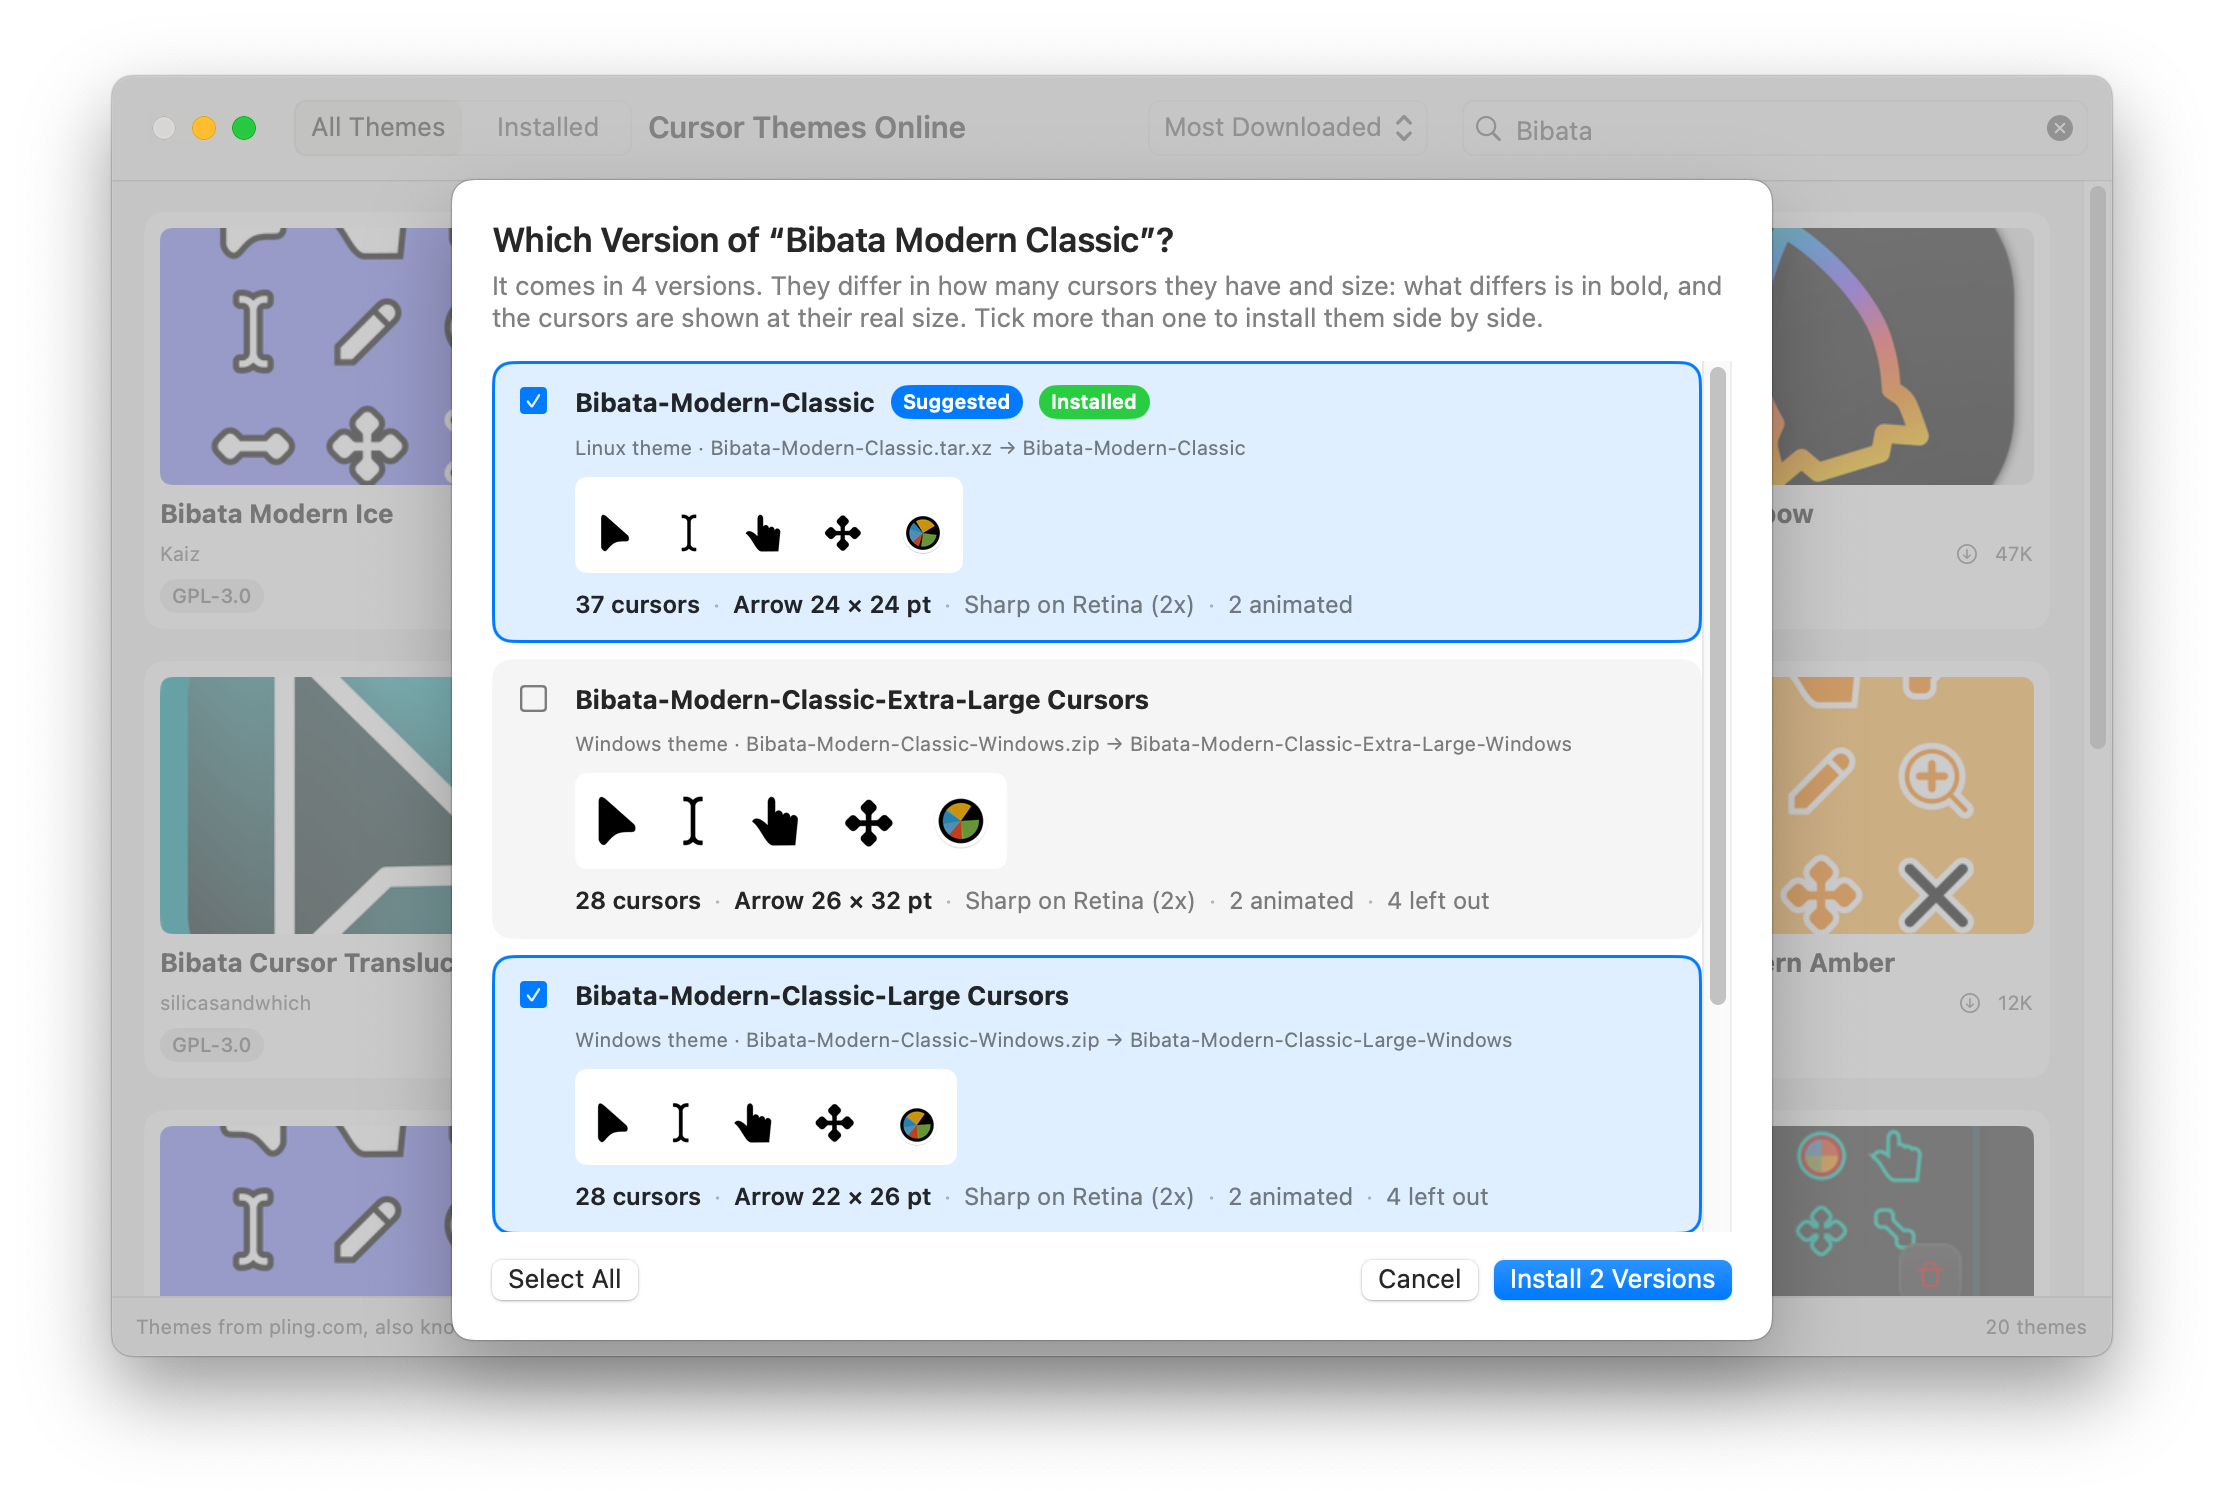 All Themes
Installed
Cursor Themes Online
Most Downloaded
Bibata
Which Version of “Bibata Modern Classic”?
It comes in 4 versions. They differ in how many cursors they have and size: what differs is in bold, and
the cursors are shown at their real size. Tick more than one to install them side by side.
Bibata-Modern-Classic Suggested Installed
Linux theme · Bibata-Modern-Classic.tar.xz → Bibata-Modern-Classic
37 cursors · Arrow 24 × 24 pt · Sharp on Retina (2x) · 2 animated
Bibata-Modern-Classic-Extra-Large Cursors
Windows theme · Bibata-Modern-Classic-Windows.zip → Bibata-Modern-Classic-Extra-Large-Windows
28 cursors · Arrow 26 × 32 pt · Sharp on Retina (2x) · 2 animated · 4 left out
Bibata-Modern-Classic-Large Cursors
Windows theme · Bibata-Modern-Classic-Windows.zip → Bibata-Modern-Classic-Large-Windows
28 cursors · Arrow 22 × 26 pt · Sharp on Retina (2x) · 2 animated · 4 left out
Select All
Cancel
Install 2 Versions
Bibata Modern Ice
Kaiz
GPL-3.0
47K
Bibata Cursor
silicasandwhich
GPL-3.0
Amber
12K
Themes from pling.com, also
20 themes